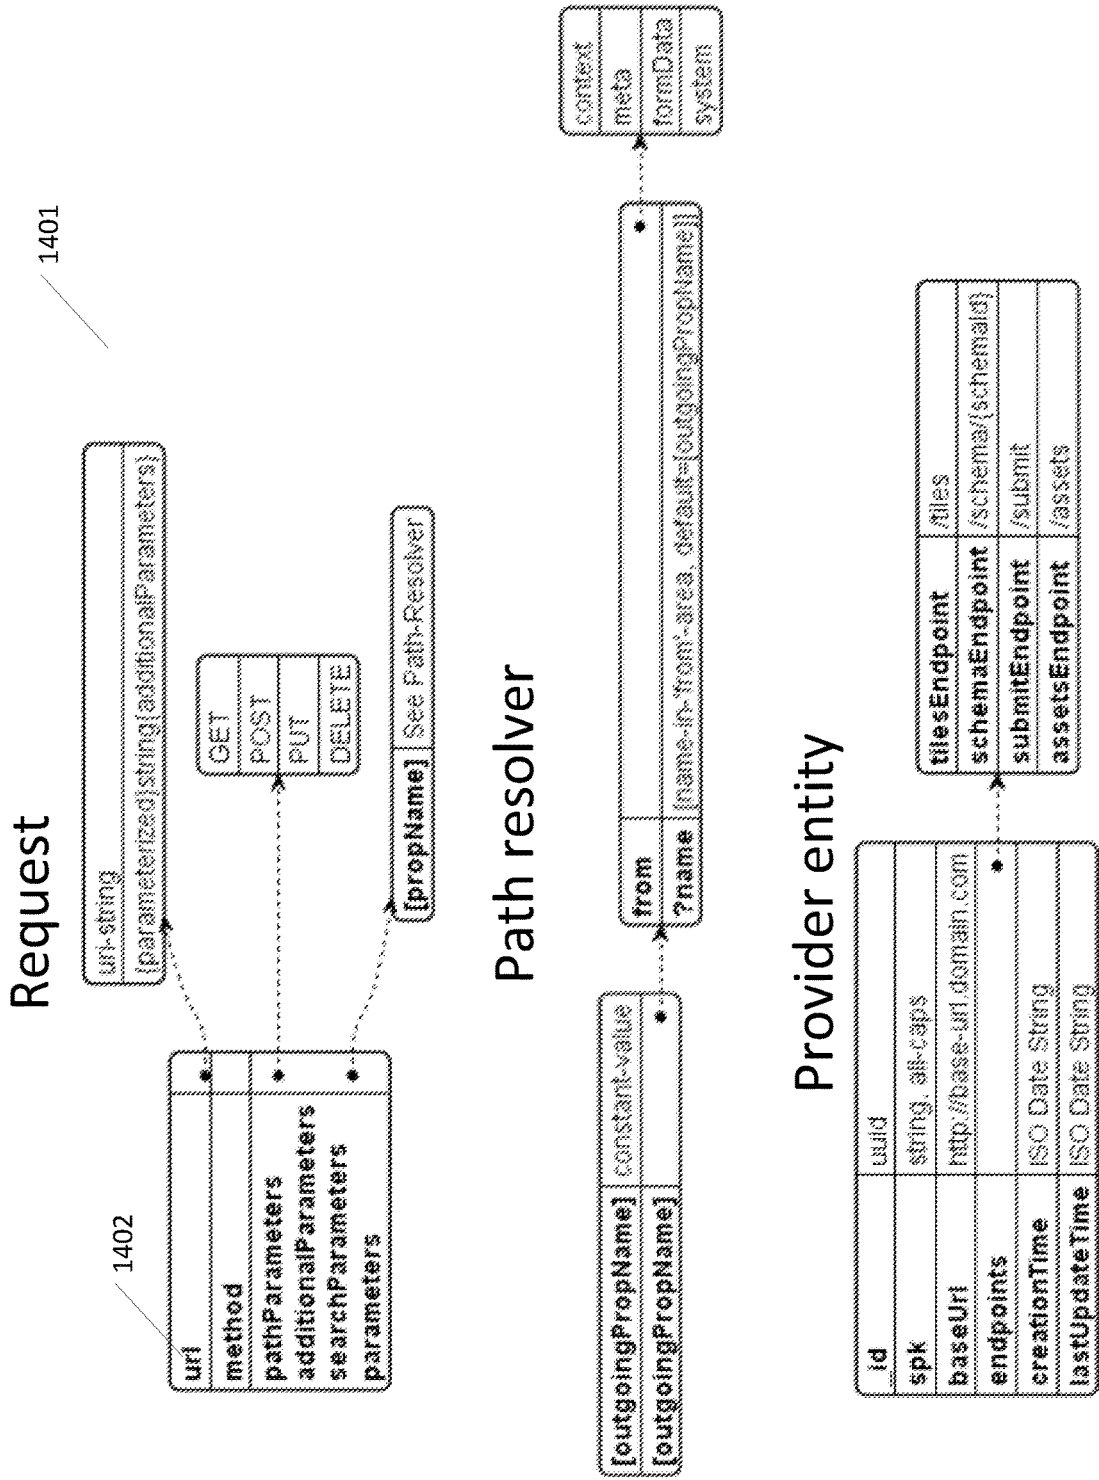 1401
Request
1402
url
method
pathParameters
additionalParameters
searchParameters
parameters
url-string
{parameterized}string{additionalParameters}
GET
POST
PUT
DELETE
[propName] See Path-Resolver
Path resolver
[outgoingPropName] constant-value
[outgoingPropName]
from
?name [name-in-'from'-area, default=[outgoingPropName]]
context
meta
formData
system
Provider entity
_id uuid
spk string, all-caps
baseUrl http://base-url.domain.com
endpoints
creationTime ISO Date String
lastUpdateTime ISO Date String
tilesEndpoint /tiles
schemaEndpoint /schema/{schemaId}
submitEndpoint /submit
assetsEndpoint /assets